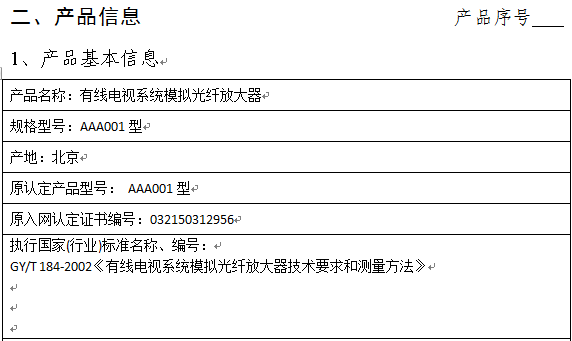 二、产品信息 产品序号____
1、产品基本信息
产品名称：有线电视系统模拟光纤放大器
规格型号：AAA001 型
产地：北京
原认定产品型号： AAA001 型
原入网认定证书编号：032150312956
执行国家(行业)标准名称、编号：
GY/T 184-2002《有线电视系统模拟光纤放大器技术要求和测量方法》